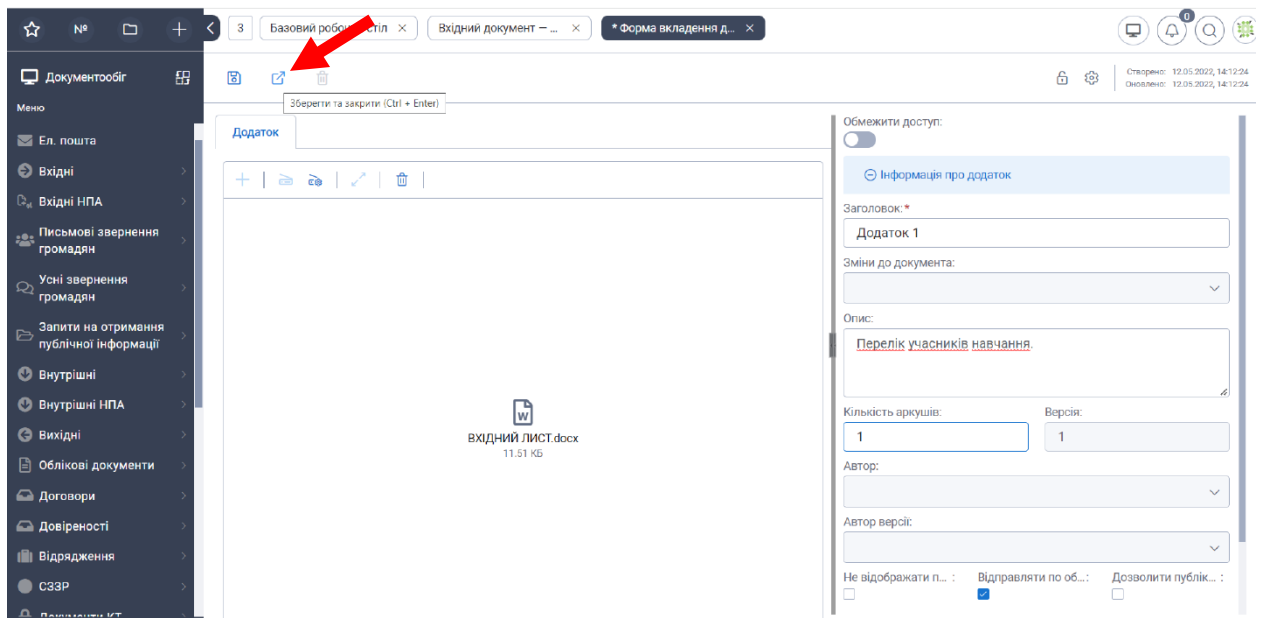 №
3
Базовий робо стіл
Вхідний документ – ...
* Форма вкладення д...
0
Документообіг
Створено: 12.05.2022, 14:12:24
Оновлено: 12.05.2022, 14:12:24
Зберегти та закрити (Ctrl + Enter)
Меню
Ел. пошта
Вхідні
Вхідні НПА
Письмові звернення
громадян
Усні звернення
громадян
Запити на отримання
публічної інформації
Внутрішні
Внутрішні НПА
Вихідні
Облікові документи
Договори
Довіреності
Відрядження
СЗЗР
Документи КТ
Додаток
ВХІДНИЙ ЛИСТ.docx
11.51 КБ
Обмежити доступ:
Інформація про додаток
Заголовок:*
Додаток 1
Зміни до документа:
Опис:
Перелік учасників навчання.
Кількість аркушів: Версія:
1 1
Автор:
Автор версії:
Не відображати п... : Відправляти по об...: Дозволити публік... :